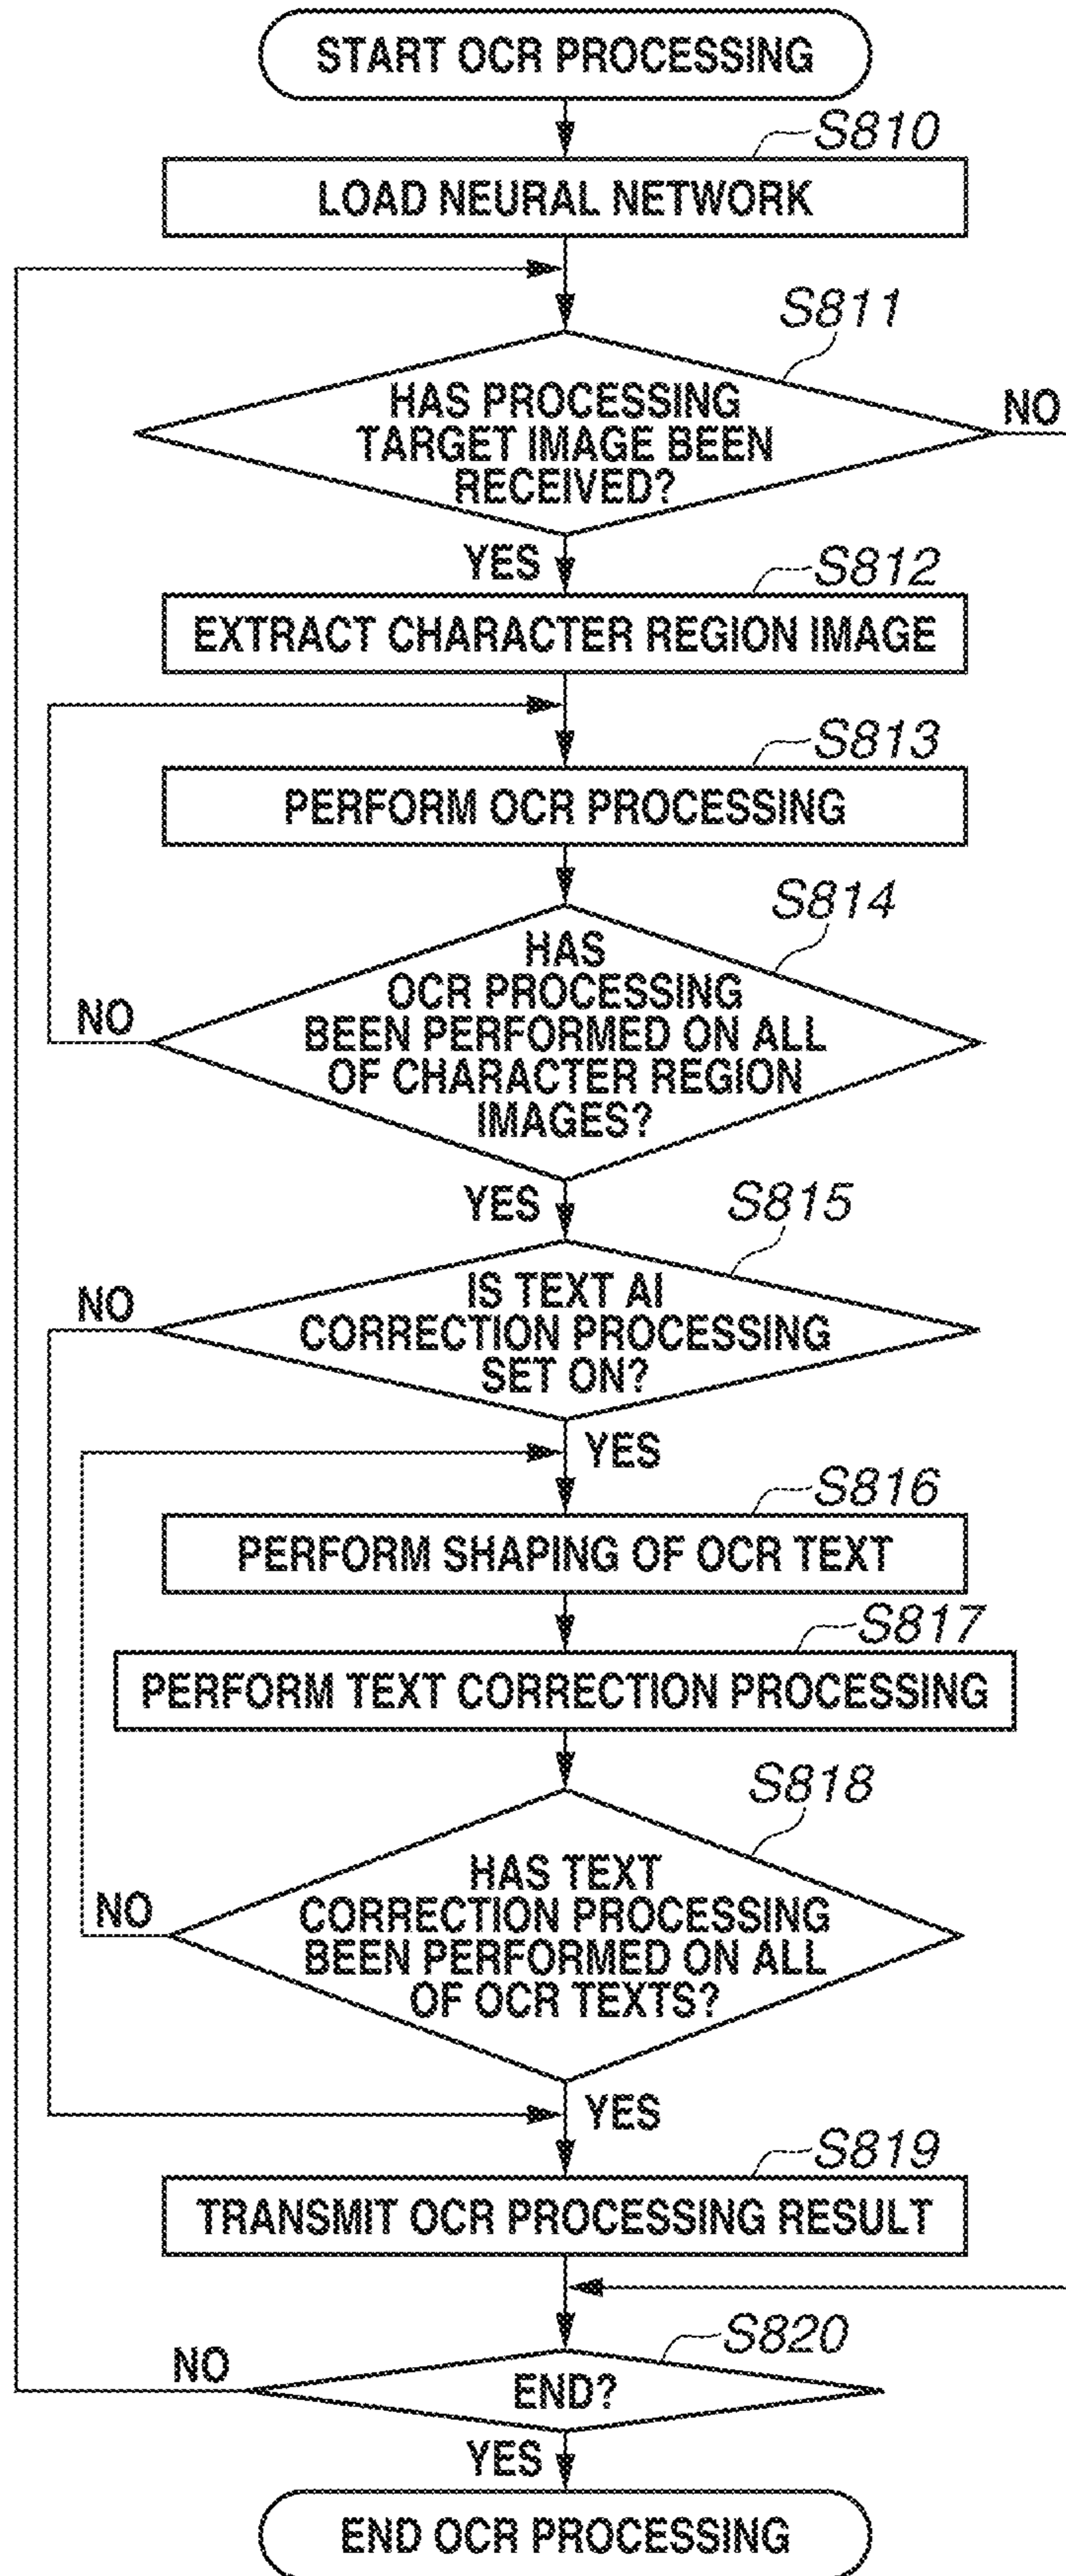 START OCR PROCESSING
S810
LOAD NEURAL NETWORK
S811
HAS PROCESSING
TARGET IMAGE BEEN
RECEIVED?
NO
YES
S812
EXTRACT CHARACTER REGION IMAGE
S813
PERFORM OCR PROCESSING
S814
HAS
OCR PROCESSING
BEEN PERFORMED ON ALL
OF CHARACTER REGION
IMAGES?
NO
YES
S815
IS TEXT AI
CORRECTION PROCESSING
SET ON?
NO
YES
S816
PERFORM SHAPING OF OCR TEXT
S817
PERFORM TEXT CORRECTION PROCESSING
S818
HAS TEXT
CORRECTION PROCESSING
BEEN PERFORMED ON ALL
OF OCR TEXTS?
NO
YES
S819
TRANSMIT OCR PROCESSING RESULT
S820
END?
NO
YES
END OCR PROCESSING